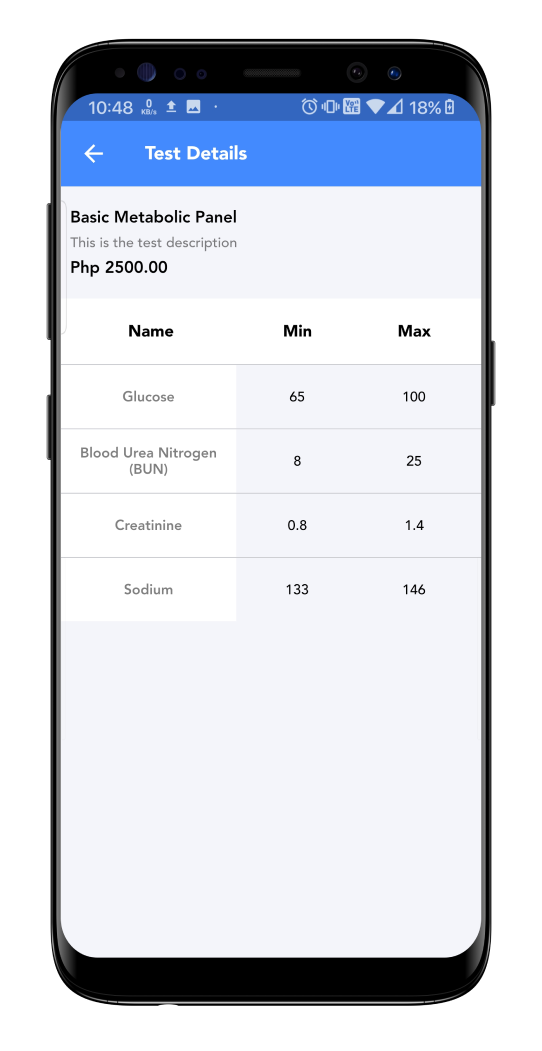 10:48 0 KB/s VoLTE 18%
Test Details
Basic Metabolic Panel
This is the test description
Php 2500.00
Name Min Max
Glucose 65 100
Blood Urea Nitrogen
(BUN) 8 25
Creatinine 0.8 1.4
Sodium 133 146